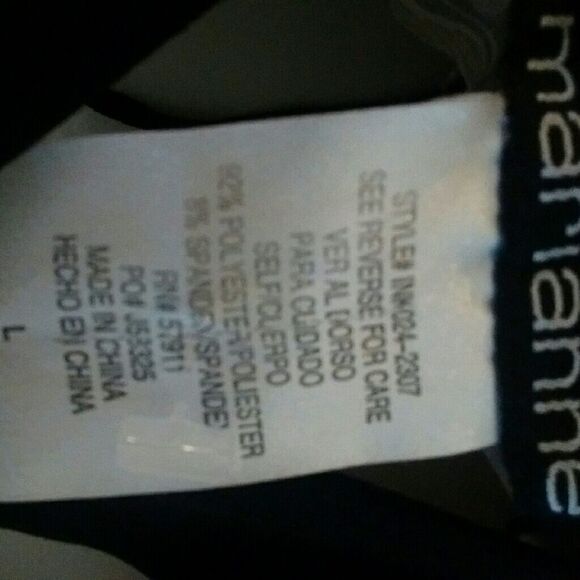 marianne
STYLE# INK024-2307
SEE REVERSE FOR CARE
VER AL DORSO
PARA CUIDADO
SELF/CUERPO
92% POLYESTER/POLIESTER
8% SPANDEX/SPANDEX
RN# 57911
PO# J53325
MADE IN CHINA
HECHO EN CHINA
L